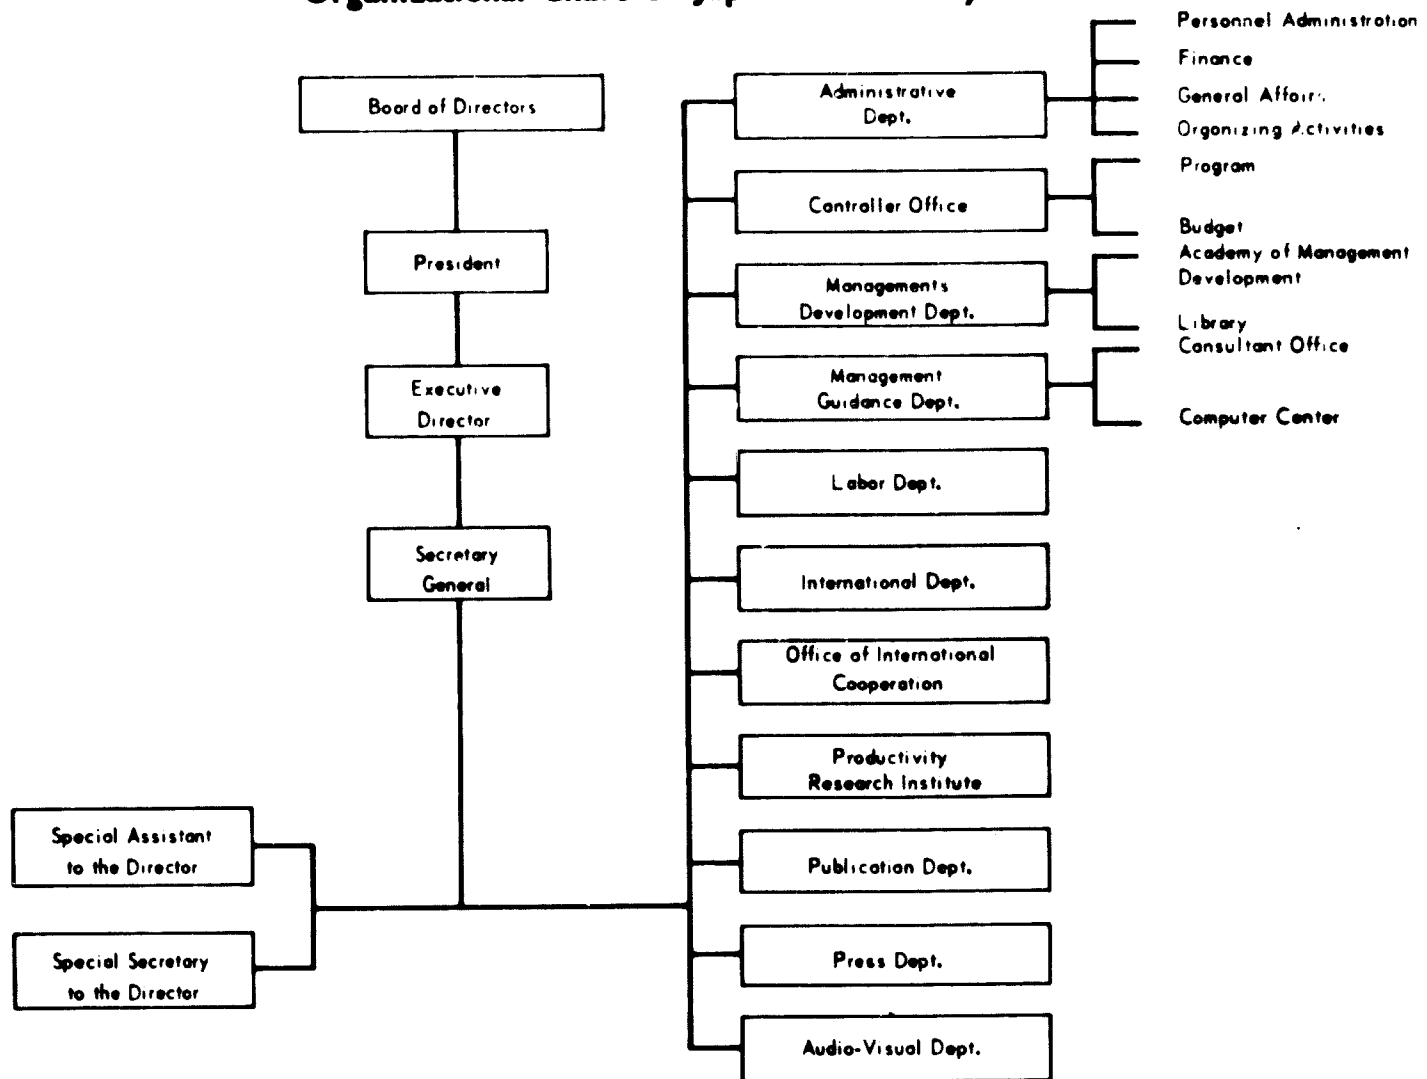 Organizational Chart
Board of Directors
President
Executive
Director
Secretary
General
Special Assistant
to the Director
Special Secretary
to the Director
Administrative
Dept.
Controller Office
Managements
Development Dept.
Management
Guidance Dept.
Labor Dept.
International Dept.
Office of International
Cooperation
Productivity
Research Institute
Publication Dept.
Press Dept.
Audio-Visual Dept.
Personnel Administration
Finance
General Affairs
Organizing Activities
Program
Budget
Academy of Management
Development
Library
Consultant Office
Computer Center